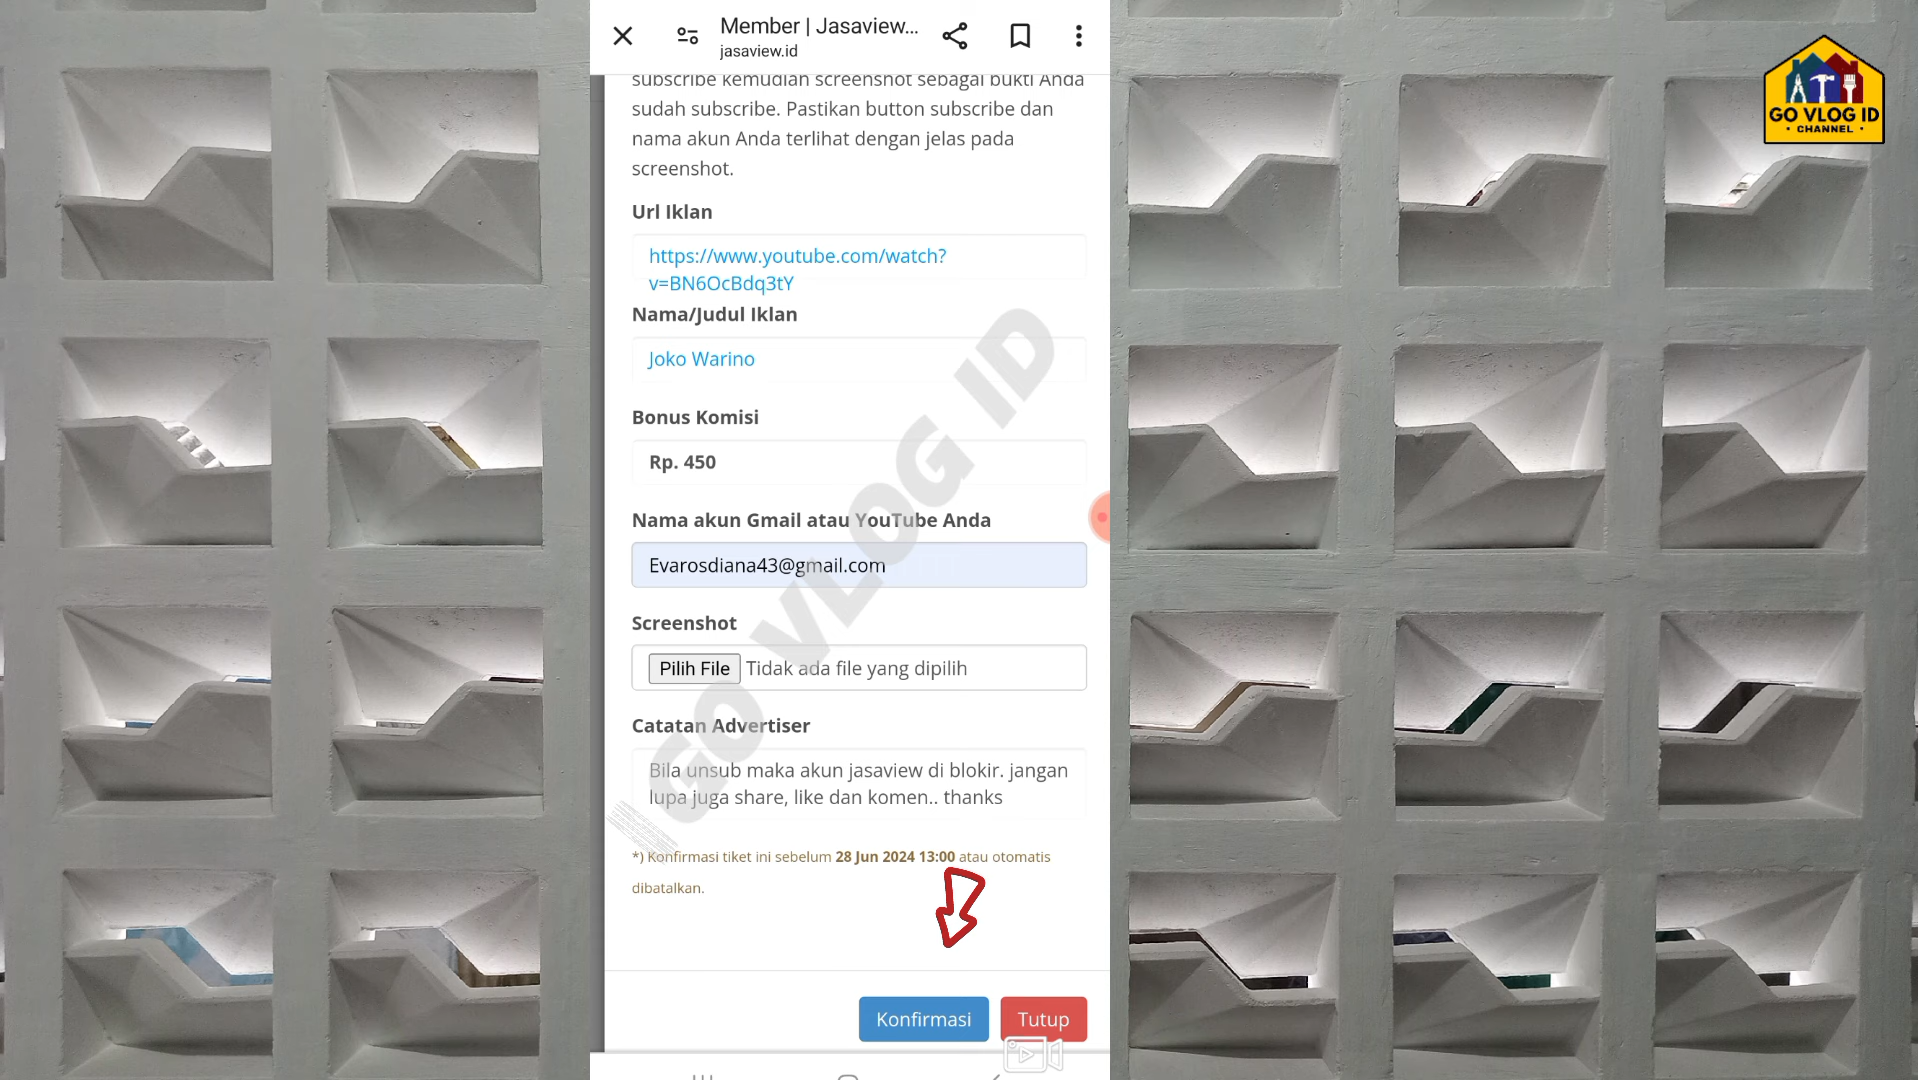 Member | Jasaview...
jasaview.id
subscribe kemudian screenshot sebagai bukti Anda
sudah subscribe. Pastikan button subscribe dan
nama akun Anda terlihat dengan jelas pada
screenshot.
Url Iklan
https://www.youtube.com/watch?
v=BN6OcBdq3tY
Nama/Judul Iklan
Joko Warino
Bonus Komisi
Rp. 450
Nama akun Gmail atau YouTube Anda
Evarosdiana43@gmail.com
Screenshot
Pilih File Tidak ada file yang dipilih
Catatan Advertiser
Bila unsub maka akun jasaview di blokir. jangan
lupa juga share, like dan komen.. thanks
*) Konfirmasi tiket ini sebelum 28 Jun 2024 13:00 atau otomatis
dibatalkan.
Konfirmasi Tutup
GO VLOG ID
GO VLOG ID
• CHANNEL •